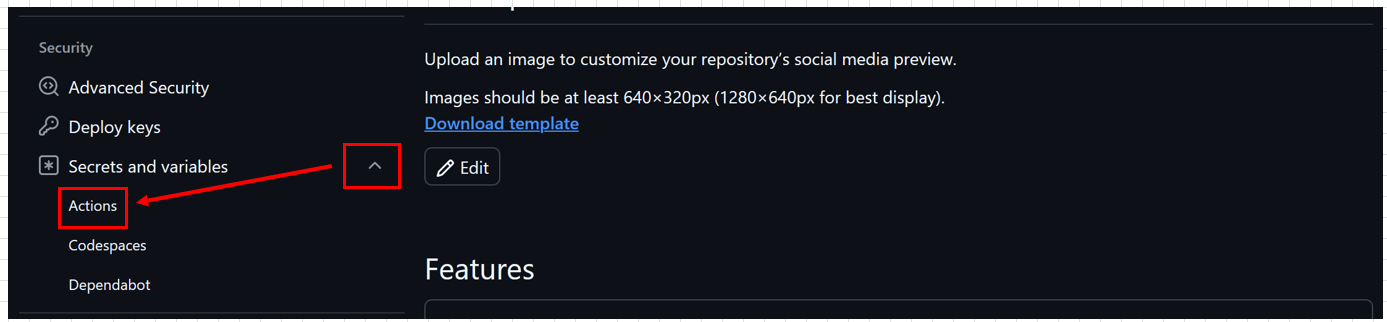 Security
Advanced Security
Deploy keys
Secrets and variables
Actions
Codespaces
Dependabot
Upload an image to customize your repository’s social media preview.
Images should be at least 640×320px (1280×640px for best display).
Download template
Edit
Features